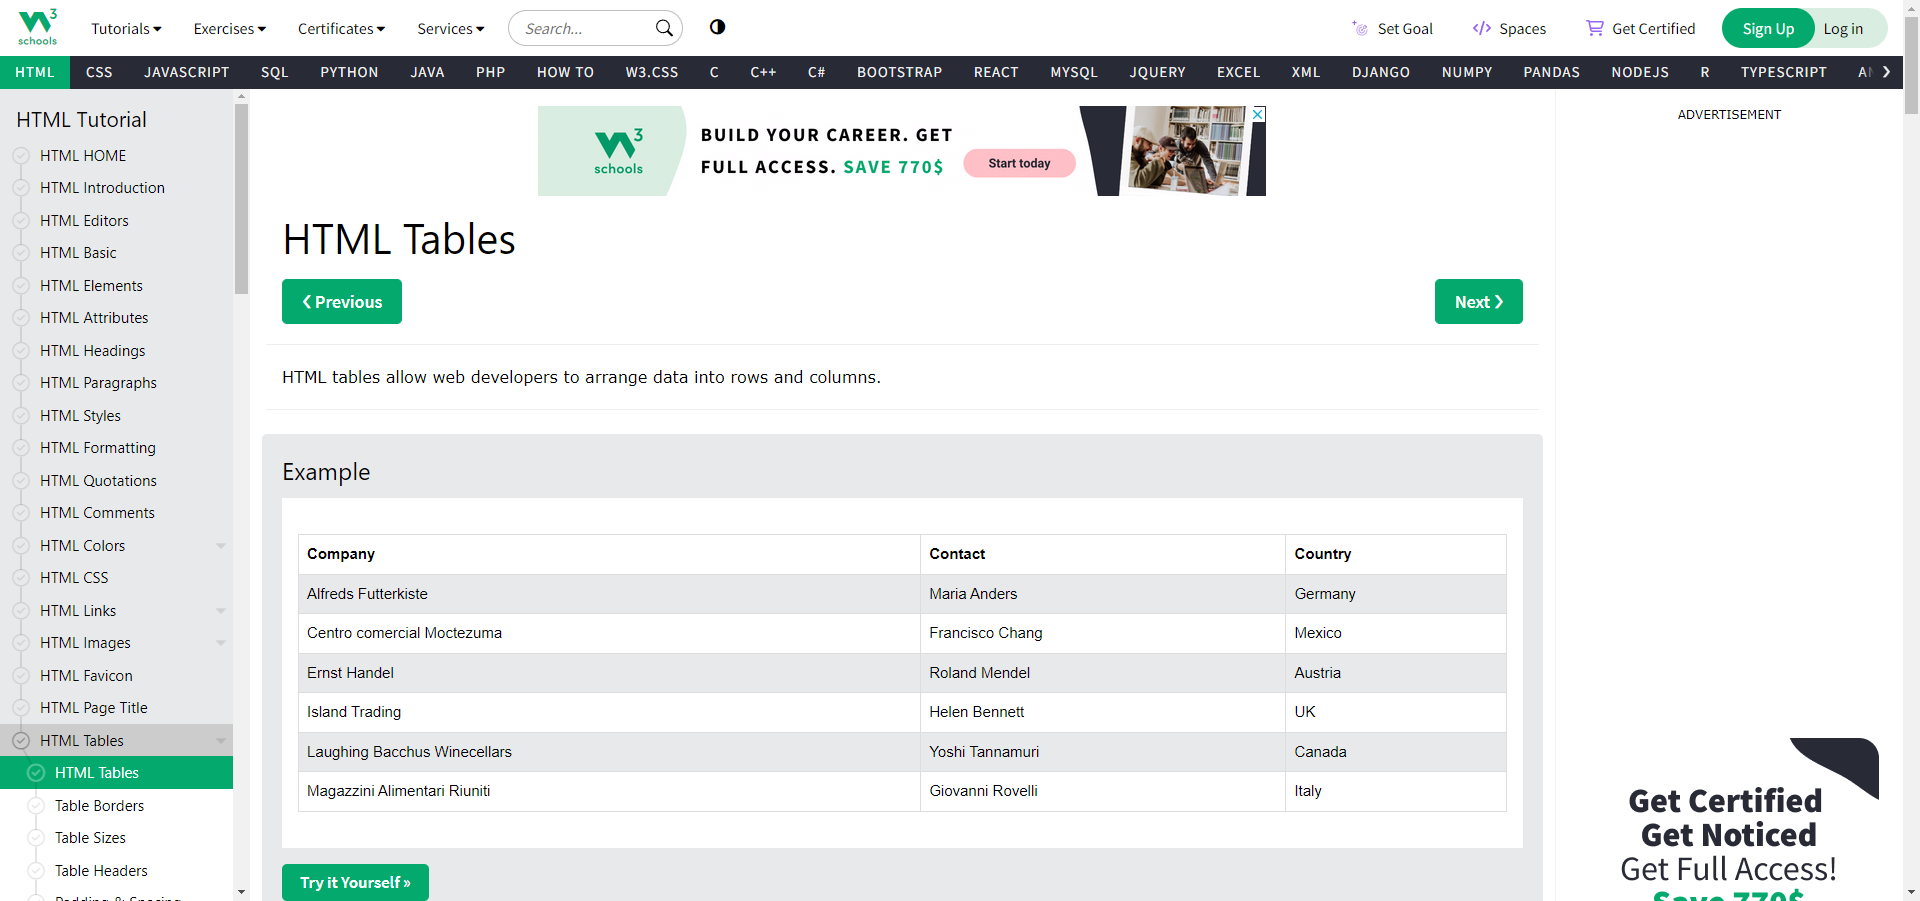 W3 schools
Tutorials Exercises Certificates Services Search... Set Goal Spaces Get Certified Sign Up Log in
HTML CSS JAVASCRIPT SQL PYTHON JAVA PHP HOW TO W3.CSS C C++ C# BOOTSTRAP REACT MYSQL JQUERY EXCEL XML DJANGO NUMPY PANDAS NODEJS R TYPESCRIPT
HTML Tutorial
HTML HOME
HTML Introduction
HTML Editors
HTML Basic
HTML Elements
HTML Attributes
HTML Headings
HTML Paragraphs
HTML Styles
HTML Formatting
HTML Quotations
HTML Comments
HTML Colors
HTML CSS
HTML Links
HTML Images
HTML Favicon
HTML Page Title
HTML Tables
HTML Tables
Table Borders
Table Sizes
Table Headers
Padding & Spacing
W3 schools
BUILD YOUR CAREER. GET
FULL ACCESS. SAVE 770$
Start today
HTML Tables
❮ Previous
Next ❯
HTML tables allow web developers to arrange data into rows and columns.
Example
Company Contact Country
Alfreds Futterkiste Maria Anders Germany
Centro comercial Moctezuma Francisco Chang Mexico
Ernst Handel Roland Mendel Austria
Island Trading Helen Bennett UK
Laughing Bacchus Winecellars Yoshi Tannamuri Canada
Magazzini Alimentari Riuniti Giovanni Rovelli Italy
Try it Yourself »
ADVERTISEMENT
Get Certified
Get Noticed
Get Full Access!
Save 770$